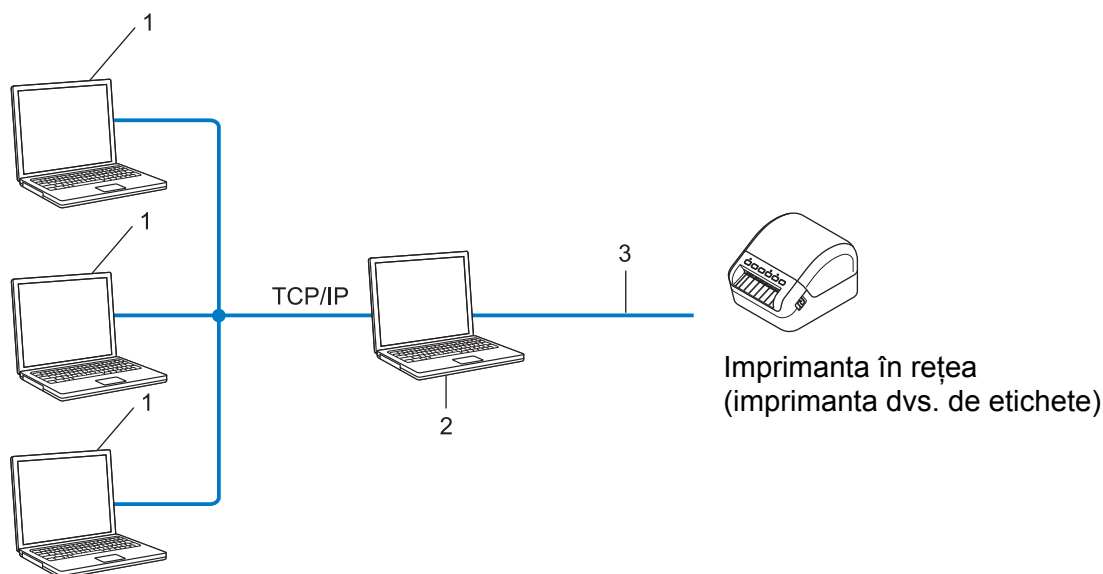 1
1
3
TCP/IP
Imprimanta în rețea
(imprimanta dvs. de etichete)
1
2